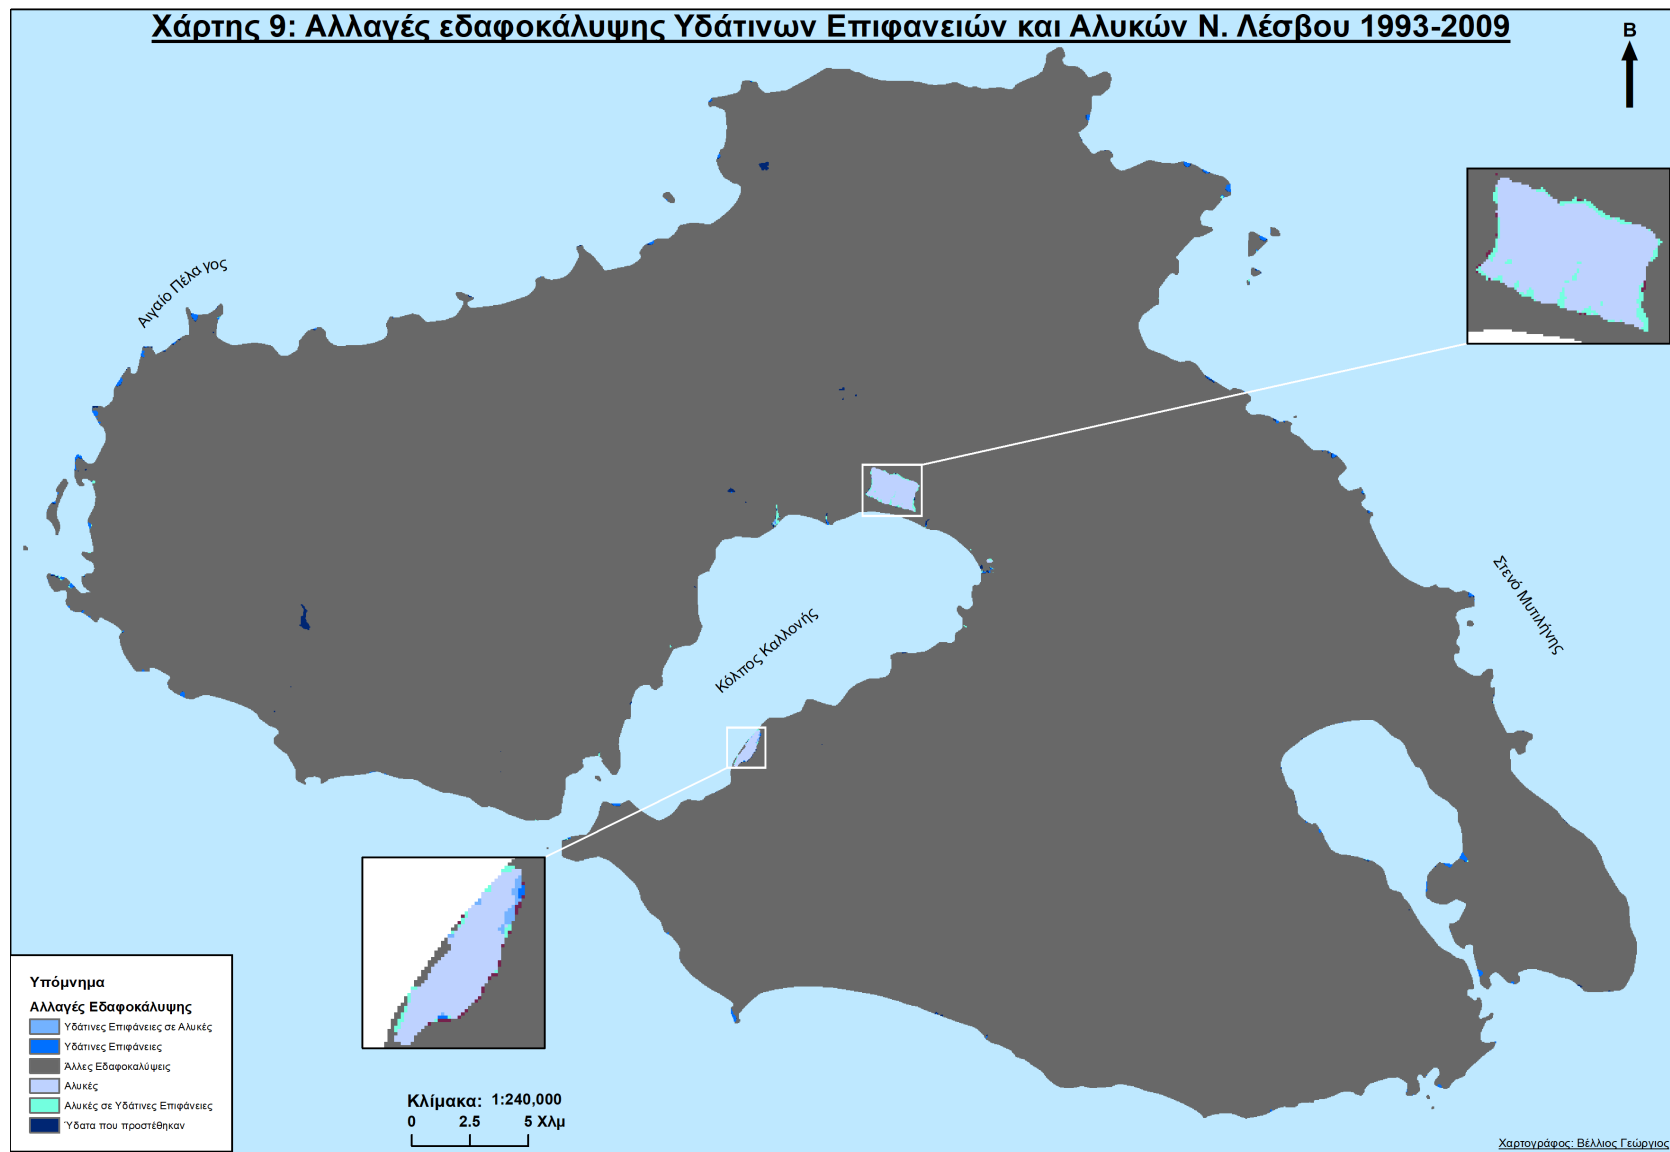 Χάρτης 9: Αλλαγές εδαφοκάλυψης Υδάτινων Επιφανειών και Αλυκών Ν. Λέσβου 1993-2009
Β
Αιγαίο Πέλαγος
Στενό Μυτιλήνης
Κόλπος Καλλονής
Υπόμνημα
Αλλαγές Εδαφοκάλυψης
Υδάτινες Επιφάνειες σε Αλυκές
Υδάτινες Επιφάνειες
Άλλες Εδαφοκαλύψεις
Αλυκές
Αλυκές σε Υδάτινες Επιφάνειες
Ύδατα που προστέθηκαν
Κλίμακα: 1:240,000
0 2.5 5 Χλμ
Χαρτογράφος: Βέλλιος Γεώργιος